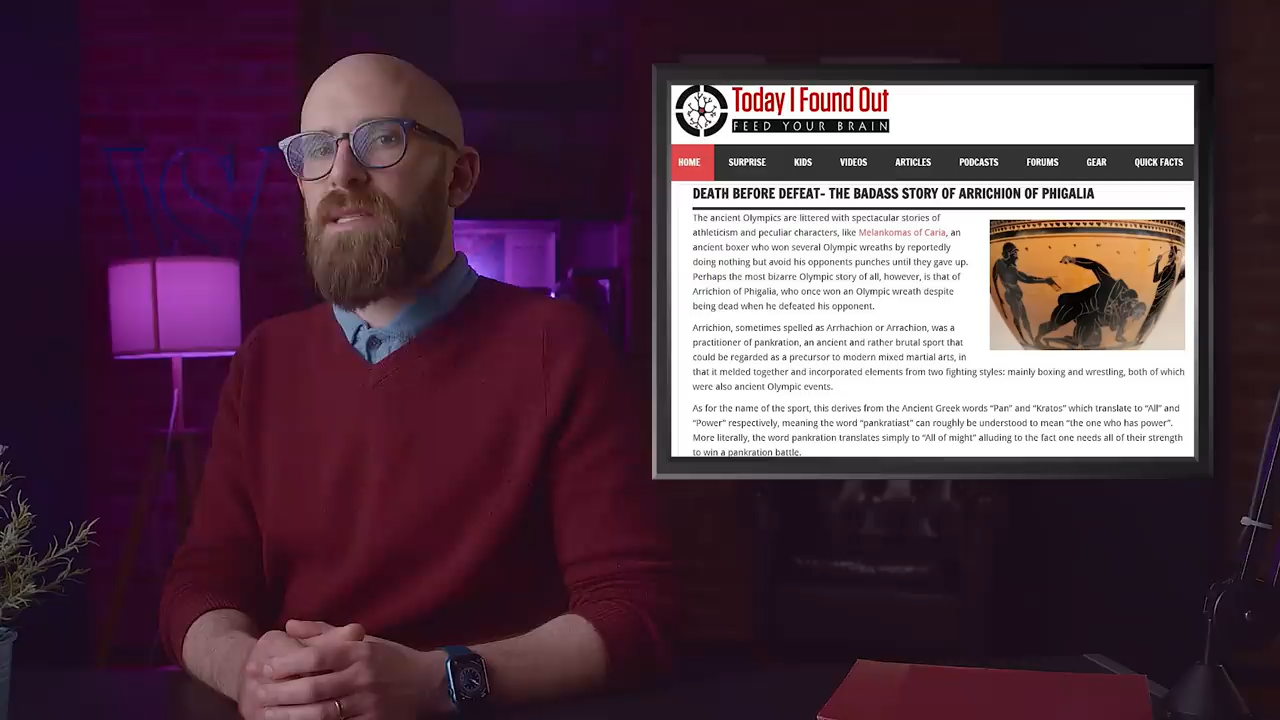 Today I Found Out
FEED YOUR BRAIN
HOME SURPRISE KIDS VIDEOS ARTICLES PODCASTS FORUMS GEAR QUICK FACTS
DEATH BEFORE DEFEAT- THE BADASS STORY OF ARRICHION OF PHIGALIA
The ancient Olympics are littered with spectacular stories of
athleticism and peculiar characters, like Melankomas of Caria, an
ancient boxer who won several Olympic wreaths by reportedly
doing nothing but avoid his opponents punches until they gave up.
Perhaps the most bizarre Olympic story of all, however, is that of
Arrichion of Phigalia, who once won an Olympic wreath despite
being dead when he defeated his opponent.
Arrichion, sometimes spelled as Arrhachion or Arrachion, was a
practitioner of pankration, an ancient and rather brutal sport that
could be regarded as a precursor to modern mixed martial arts, in
that it melded together and incorporated elements from two fighting styles: mainly boxing and wrestling, both of which
were also ancient Olympic events.
As for the name of the sport, this derives from the Ancient Greek words “Pan” and “Kratos” which translate to “All” and
“Power” respectively, meaning the word “pankratiast” can roughly be understood to mean “the one who has power”.
More literally, the word pankration translates simply to “All of might” alluding to the fact one needs all of their strength
to win a pankration battle.